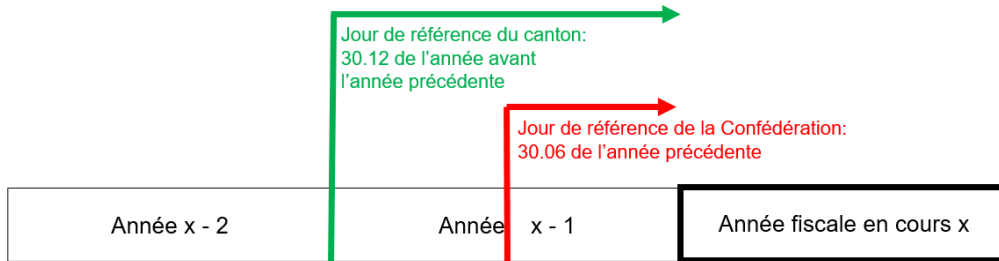 Jour de référence du canton:
30.12 de l’année avant
l’année précédente
Jour de référence de la Confédération:
30.06 de l’année précédente
Année x - 2
Année x - 1
Année fiscale en cours x